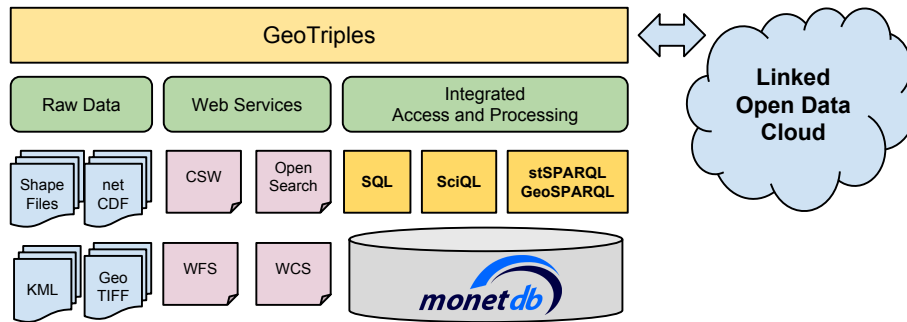 GeoTriples
Linked
Open Data
Cloud
Raw Data
Web Services
Integrated
Access and Processing
Shape
Files
net
CDF
CSW
Open
Search
SQL
SciQL
stSPARQL
GeoSPARQL
KML
Geo
TIFF
WFS
WCS
monetdb